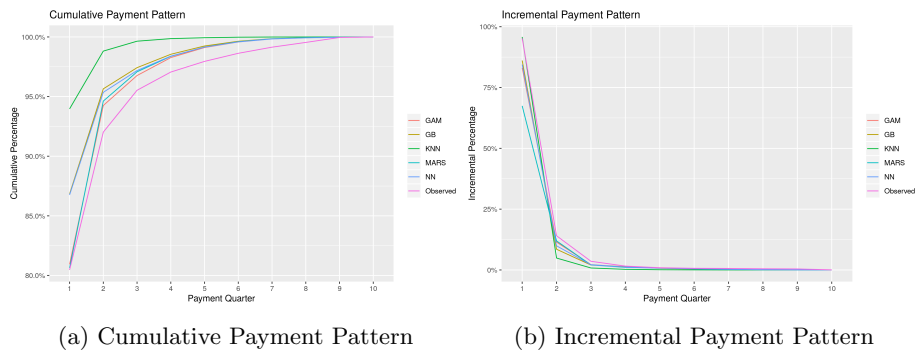 Cumulative Payment Pattern
100.0%
95.0%
90.0%
85.0%
80.0%
Cumulative Percentage
1 2 3 4 5 6 7 8 9 10
Payment Quarter
GAM
GB
KNN
MARS
NN
Observed
(a) Cumulative Payment Pattern
Incremental Payment Pattern
100%
75%
50%
25%
0%
Incremental Percentage
1 2 3 4 5 6 7 8 9 10
Payment Quarter
GAM
GB
KNN
MARS
NN
Observed
(b) Incremental Payment Pattern